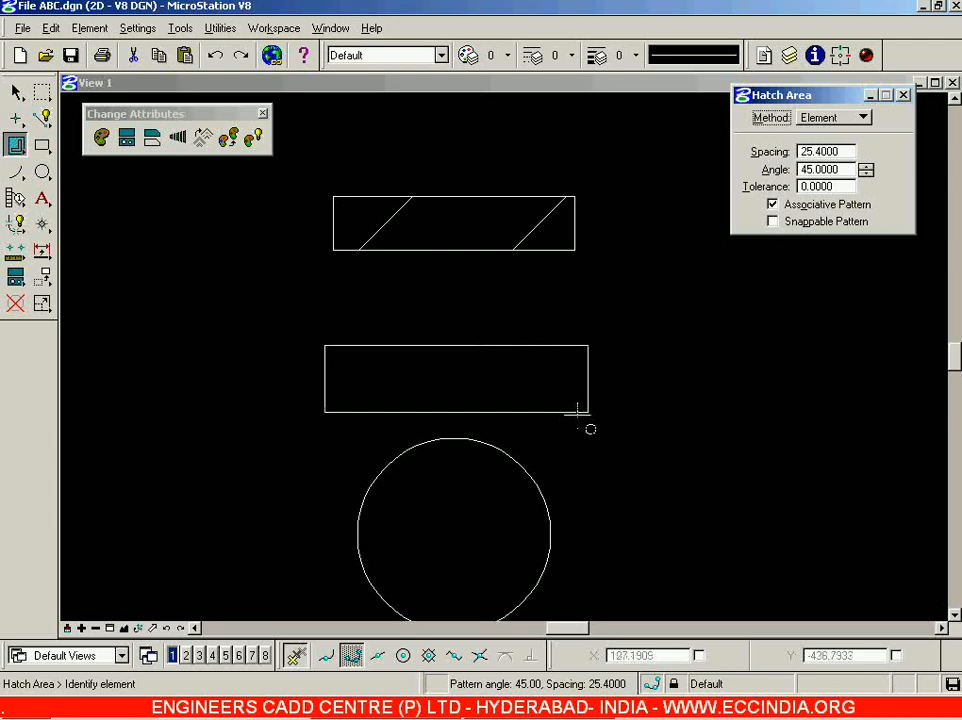 File ABC.dgn (2D - V8 DGN) - MicroStation V8
File Edit Element Settings Tools Utilities Workspace Window Help
Default 0 0 0
View 1
Change Attributes
Hatch Area
Method: Element
Spacing: 25.4000
Angle: 45.0000
Tolerance: 0.0000
Associative Pattern
Snappable Pattern
Default Views 1 2 3 4 5 6 7 8 X: 127.1909 Y: -436.7933
Hatch Area > Identify element Pattern angle: 45.00, Spacing: 25.4000 Default
. ENGINEERS CADD CENTRE (P) LTD - HYDERABAD- INDIA - WWW.ECCINDIA.ORG